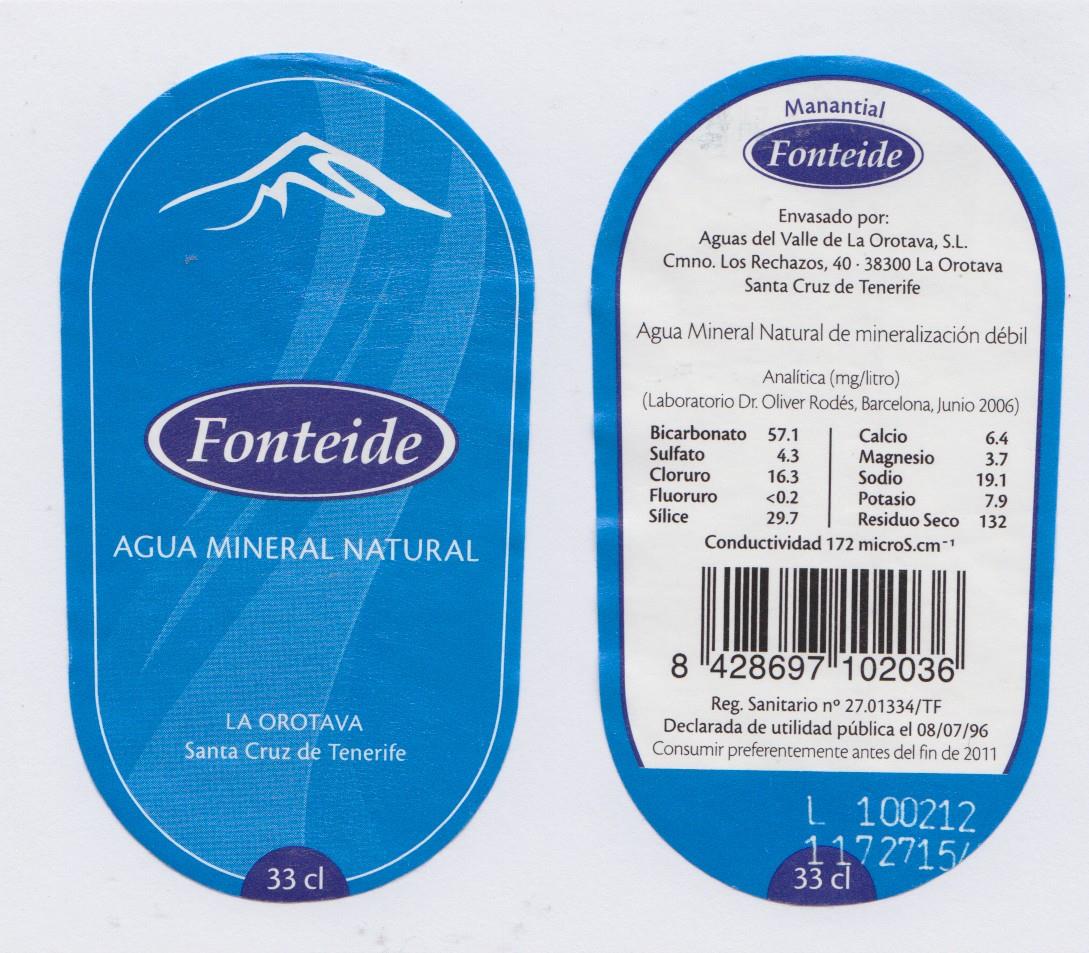 Fonteide
AGUA MINERAL NATURAL
LA OROTAVA
Santa Cruz de Tenerife
33 cl
Manantial
Fonteide
Envasado por:
Aguas del Valle de La Orotava, S.L.
Cmno. Los Rechazos, 40 · 38300 La Orotava
Santa Cruz de Tenerife
Agua Mineral Natural de mineralización débil
Analítica (mg/litro)
(Laboratorio Dr. Oliver Rodés, Barcelona, Junio 2006)
Bicarbonato 57.1
Sulfato 4.3
Cloruro 16.3
Fluoruro <0.2
Sílice 29.7
Calcio 6.4
Magnesio 3.7
Sodio 19.1
Potasio 7.9
Residuo Seco 132
Conductividad 172 microS.cm⁻¹
8 428697 102036
Reg. Sanitario nº 27.01334/TF
Declarada de utilidad pública el 08/07/96
Consumir preferentemente antes del fin de 2011
L 100212
33 cl